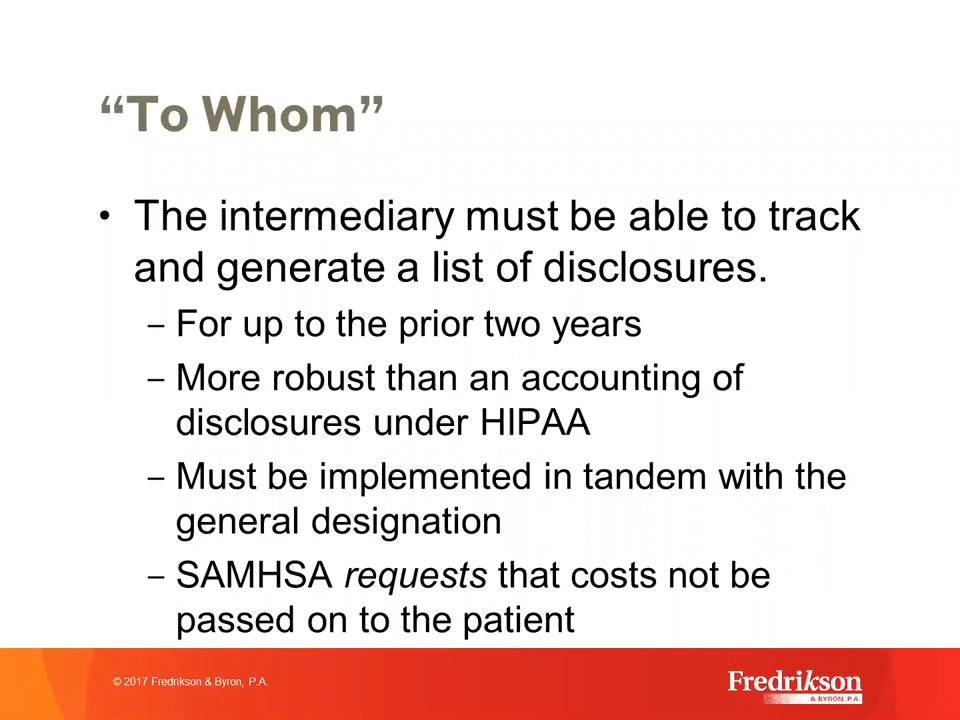 “To Whom”
• The intermediary must be able to track
and generate a list of disclosures.
– For up to the prior two years
– More robust than an accounting of
disclosures under HIPAA
– Must be implemented in tandem with the
general designation
– SAMHSA requests that costs not be
passed on to the patient
© 2017 Fredrikson & Byron, P.A.
Fredrikson
& BYRON, P.A.